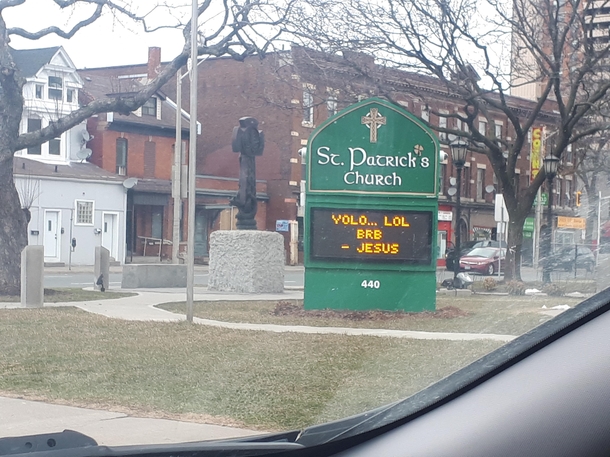 St. Patrick's
Church
YOLO... LOL
BRB
- JESUS
440